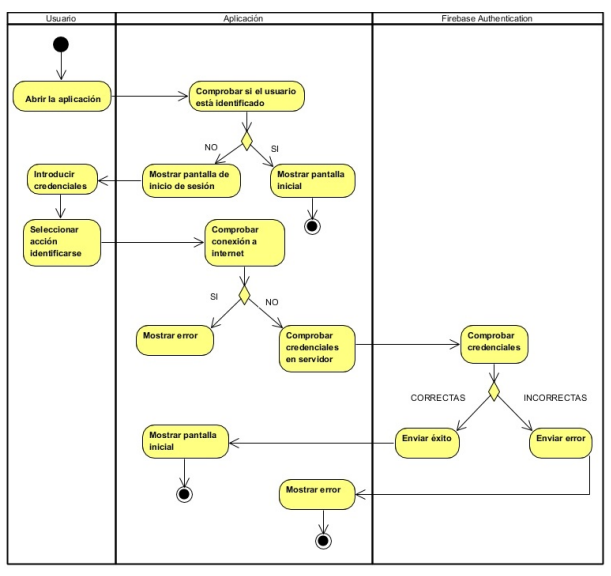 Usuario
Aplicación
Firebase Authentication
Abrir la aplicación
Comprobar si el usuario
está identificado
NO
SI
Introducir
credenciales
Mostrar pantalla de
inicio de sesión
Mostrar pantalla
inicial
Seleccionar
acción
identificarse
Comprobar
conexión a
internet
SI
NO
Mostrar error
Comprobar
credenciales
en servidor
Comprobar
credenciales
CORRECTAS
INCORRECTAS
Mostrar pantalla
inicial
Enviar éxito
Enviar error
Mostrar error